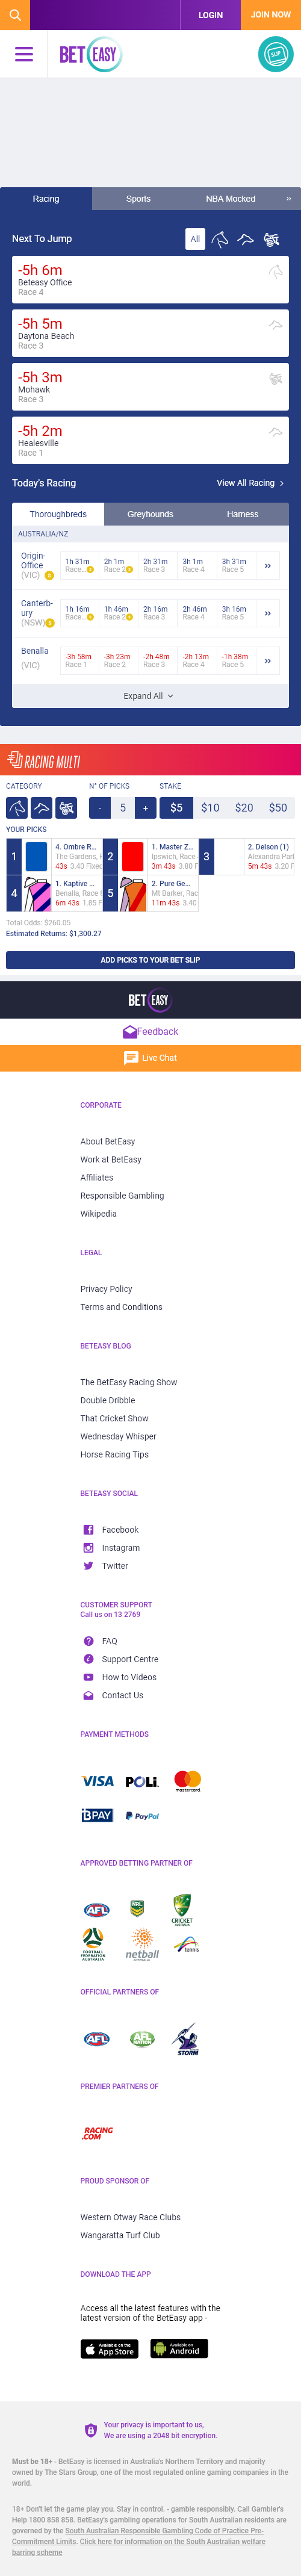 LOGIN
JOIN NOW
BET EASY
SLIP
Racing
Sports
NBA Mocked
»
Next To Jump
All
-5h 6m
Beteasy Office
Race 4
-5h 5m
Daytona Beach
Race 3
-5h 3m
Mohawk
Race 3
-5h 2m
Healesville
Race 1
Today's Racing
View All Racing
Thoroughbreds
Greyhounds
Harness
AUSTRALIA/NZ
Origin-
Office
(VIC)
1h 31m
Race...
2h 1m
Race 2
2h 31m
Race 3
3h 1m
Race 4
3h 31m
Race 5
Canterb-
ury
(NSW)
1h 16m
Race...
1h 46m
Race 2
2h 16m
Race 3
2h 46m
Race 4
3h 16m
Race 5
Benalla
(VIC)
-3h 58m
Race 1
-3h 23m
Race 2
-2h 48m
Race 3
-2h 13m
Race 4
-1h 38m
Race 5
Expand All
RACING MULTI
CATEGORY
N° OF PICKS
STAKE
-
5
+
$5
$10
$20
$50
YOUR PICKS
1
4. Ombre R...
The Gardens,
43s 3.40 Fixed
2
1. Master Z...
Ipswich, Race
3m 43s 3.80 F
3
2. Delson (1)
Alexandra Par
5m 43s 3.20 F
4
1. Kaptive ...
Benalla, Race
6m 43s 1.85 F
5
2. Pure Ge...
Mt Barker, Rac
11m 43s 3.40
Total Odds: $260.05
Estimated Returns: $1,300.27
ADD PICKS TO YOUR BET SLIP
BET EASY
Feedback
Live Chat
CORPORATE
About BetEasy
Work at BetEasy
Affiliates
Responsible Gambling
Wikipedia
LEGAL
Privacy Policy
Terms and Conditions
BETEASY BLOG
The BetEasy Racing Show
Double Dribble
That Cricket Show
Wednesday Whisper
Horse Racing Tips
BETEASY SOCIAL
Facebook
Instagram
Twitter
CUSTOMER SUPPORT
Call us on 13 2769
FAQ
Support Centre
How to Videos
Contact Us
PAYMENT METHODS
VISA
POLi
mastercard
BPAY
PayPal
APPROVED BETTING PARTNER OF
AFL
NRL
CRICKET
AUSTRALIA
FOOTBALL
FEDERATION
AUSTRALIA
netball
tennis
OFFICIAL PARTNERS OF
AFL
AFL
NATION
STORM
PREMIER PARTNERS OF
RACING
.COM
PROUD SPONSOR OF
Western Otway Race Clubs
Wangaratta Turf Club
DOWNLOAD THE APP
Access all the latest features with the
latest version of the BetEasy app -
Available on the
App Store
Available on
Android
Your privacy is important to us,
We are using a 2048 bit encryption.
Must be 18+ - BetEasy is licensed in Australia's Northern Territory and majority
owned by The Stars Group, one of the most regulated online gaming companies in the
world.
18+ Don't let the game play you. Stay in control. - gamble responsibly. Call Gambler's
Help 1800 858 858. BetEasy's gambling operations for South Australian residents are
governed by the South Australian Responsible Gambling Code of Practice Pre-
Commitment Limits. Click here for information on the South Australian welfare
barring scheme